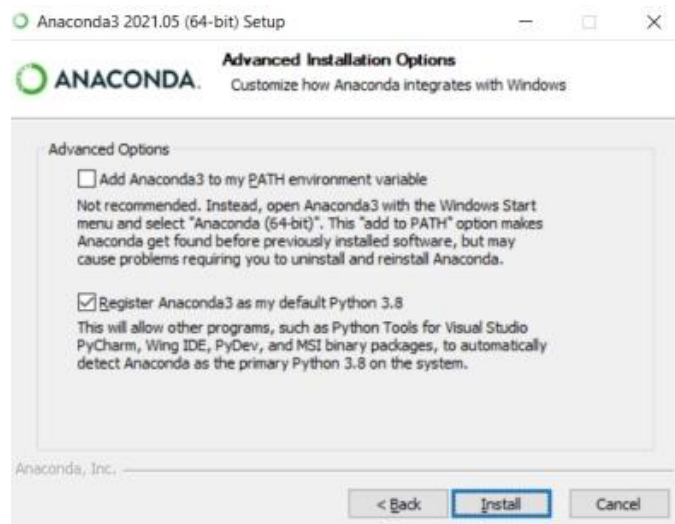 Anaconda3 2021.05 (64-bit) Setup
ANACONDA.
Advanced Installation Options
Customize how Anaconda integrates with Windows
Advanced Options
Add Anaconda3 to my PATH environment variable
Not recommended. Instead, open Anaconda3 with the Windows Start
menu and select "Anaconda (64-bit)". This "add to PATH" option makes
Anaconda get found before previously installed software, but may
cause problems requiring you to uninstall and reinstall Anaconda.
Register Anaconda3 as my default Python 3.8
This will allow other programs, such as Python Tools for Visual Studio
PyCharm, Wing IDE, PyDev, and MSI binary packages, to automatically
detect Anaconda as the primary Python 3.8 on the system.
Anaconda, Inc.
< Back Install Cancel